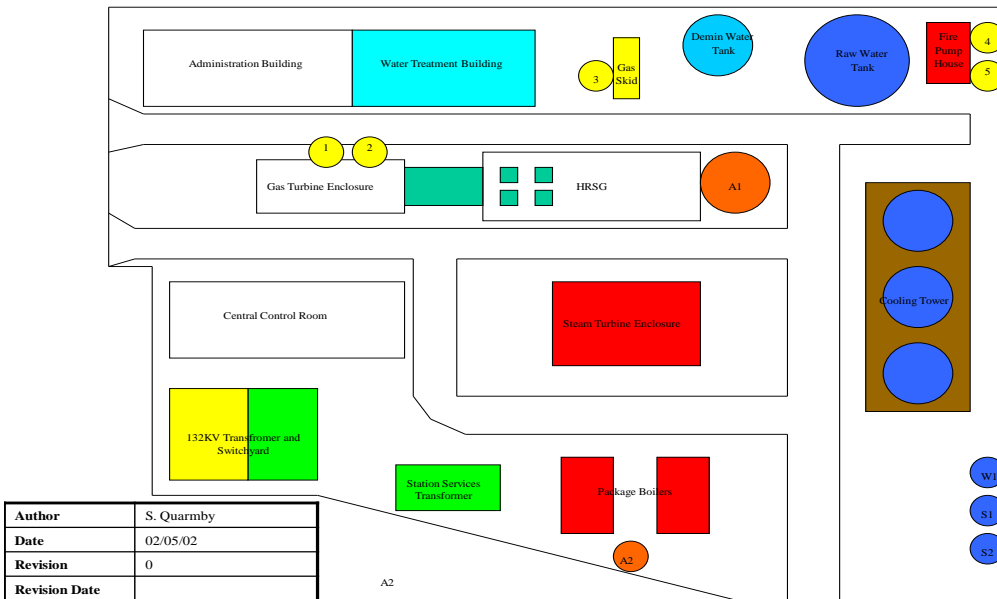 Administration Building
Water Treatment Building
3
Gas
Skid
Demin Water
Tank
Raw Water
Tank
Fire
Pump
House
4
5
1
2
Gas Turbine Enclosure
HRSG
A1
Central Control Room
Steam Turbine Enclosure
Cooling Tower
132KV Transfromer and
Switchyard
Station Services
Transformer
Package Boilers
W1
S1
S2
A2
A2
Author S. Quarmby
Date 02/05/02
Revision 0
Revision Date